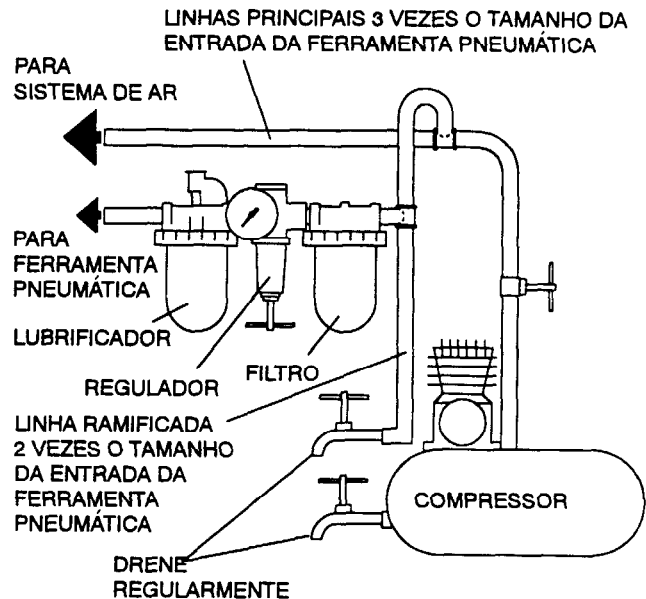 LINHAS PRINCIPAIS 3 VEZES O TAMANHO DA
ENTRADA DA FERRAMENTA PNEUMÁTICA
PARA
SISTEMA DE AR
PARA
FERRAMENTA
PNEUMÁTICA
LUBRIFICADOR
REGULADOR
FILTRO
LINHA RAMIFICADA
2 VEZES O TAMANHO
DA ENTRADA DA
FERRAMENTA
PNEUMÁTICA
COMPRESSOR
DRENE
REGULARMENTE